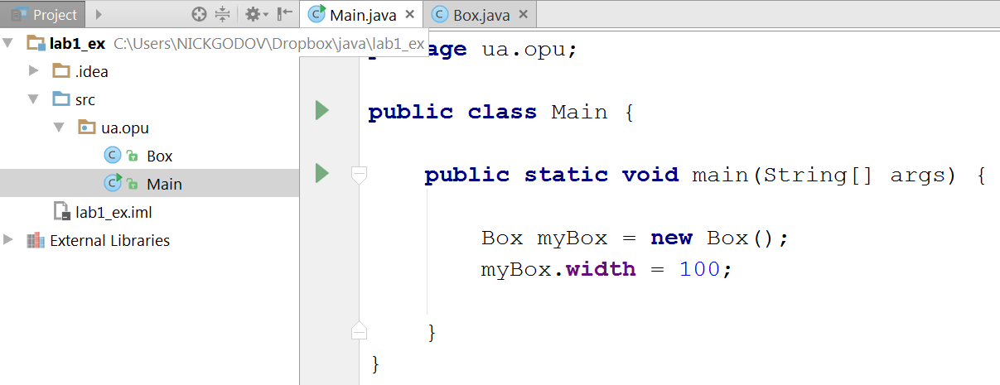 Project
Main.java
Box.java
lab1_ex C:\Users\NICKGODOV\Dropbox\java\lab1_ex
.idea
src
ua.opu
Box
Main
lab1_ex.iml
External Libraries
age ua.opu;
public class Main {
public static void main(String[] args) {
Box myBox = new Box();
myBox.width = 100;
}
}